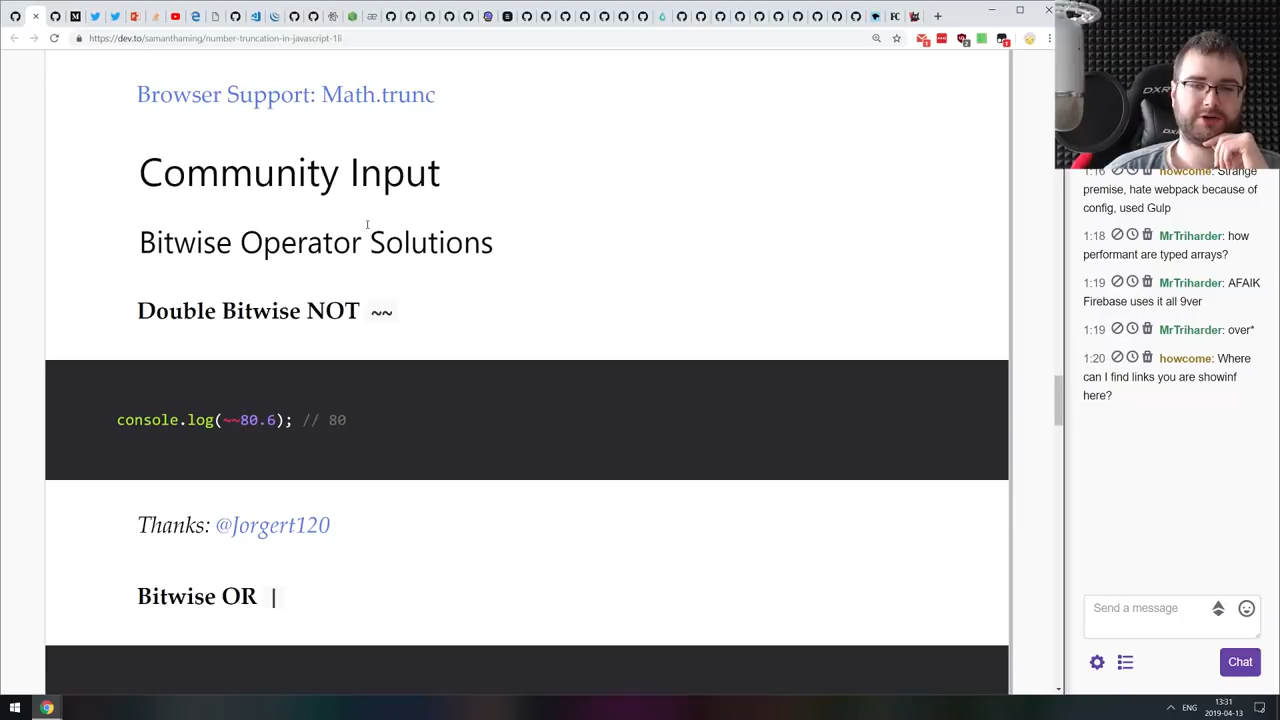 https://dev.to/samanthaming/number-truncation-in-javascript-1li
Browser Support: Math.trunc
Community Input
Bitwise Operator Solutions
Double Bitwise NOT ~~
console.log(~~80.6); // 80
Thanks: @Jorgert120
Bitwise OR |
DXR
1:16 howcome: Strange
premise, hate webpack because of
config, used Gulp
1:18 MrTriharder: how
performant are typed arrays?
1:19 MrTriharder: AFAIK
Firebase uses it all 9ver
1:19 MrTriharder: over*
1:20 howcome: Where
can I find links you are showinf
here?
Send a message
Chat
ENG
13:31
2019-04-13